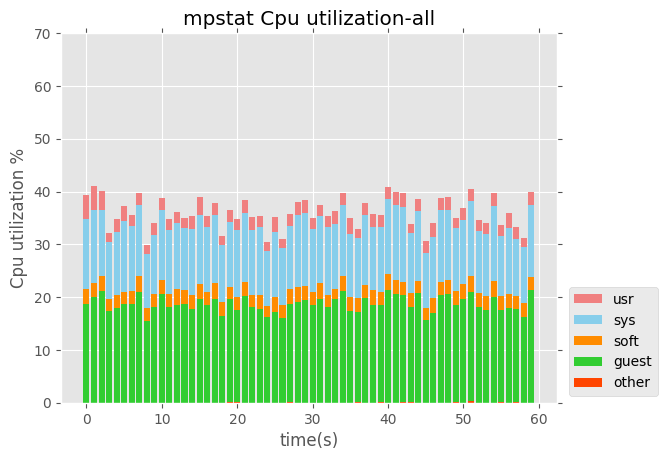 mpstat Cpu utilization-all
70
60
50
40
30
20
10
0
Cpu utilization %
0 10 20 30 40 50 60
time(s)
usr
sys
soft
guest
other